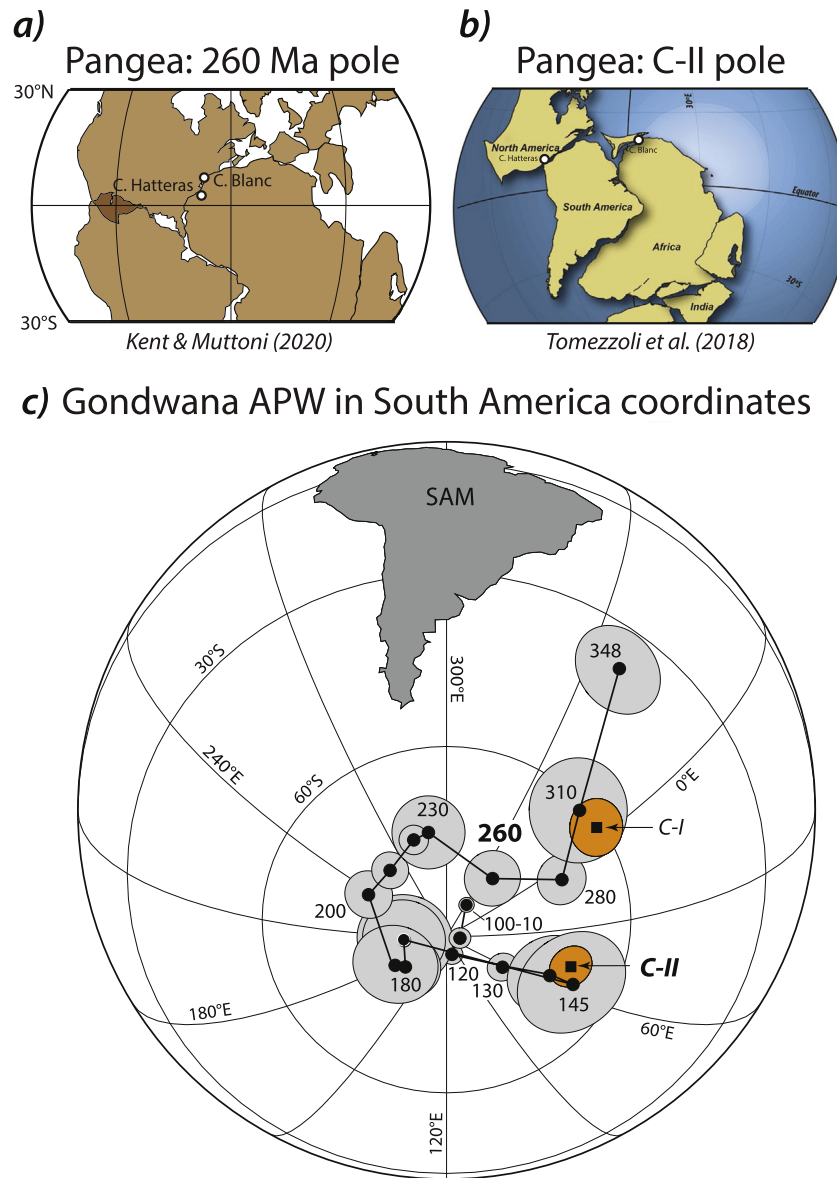 a)
Pangea: 260 Ma pole
30°N
C. Hatteras
C. Blanc
30°S
Kent & Muttoni (2020)
b)
Pangea: C-II pole
30°E
North America
C. Hatteras
C. Blanc
South America
Equator
Africa
30°S
India
Tomezzoli et al. (2018)
c) Gondwana APW in South America coordinates
SAM
30°S
300°E
348
240°E
0°E
60°S
310
230
260
C-I
280
200
100-10
120
C-II
180
130
145
180°E
60°E
120°E